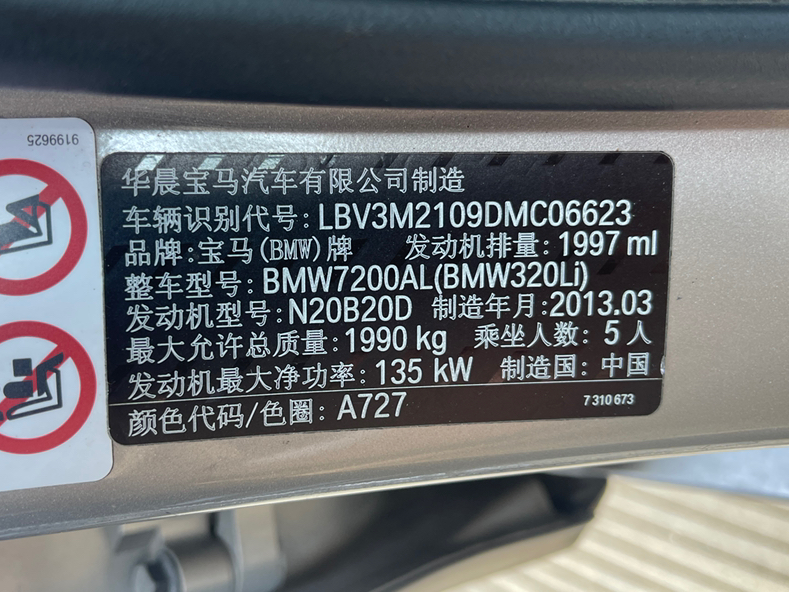 9199625
华晨宝马汽车有限公司制造
车辆识别代号: LBV3M2109DMC06623
品牌:宝马(BMW)牌 发动机排量: 1997 ml
整车型号: BMW7200AL(BMW320Li)
发动机型号: N20B20D 制造年月:2013.03
最大允许总质量: 1990 kg 乘坐人数: 5 人
发动机最大净功率: 135 kW 制造国: 中国
颜色代码/色圈: A727 7 310 673